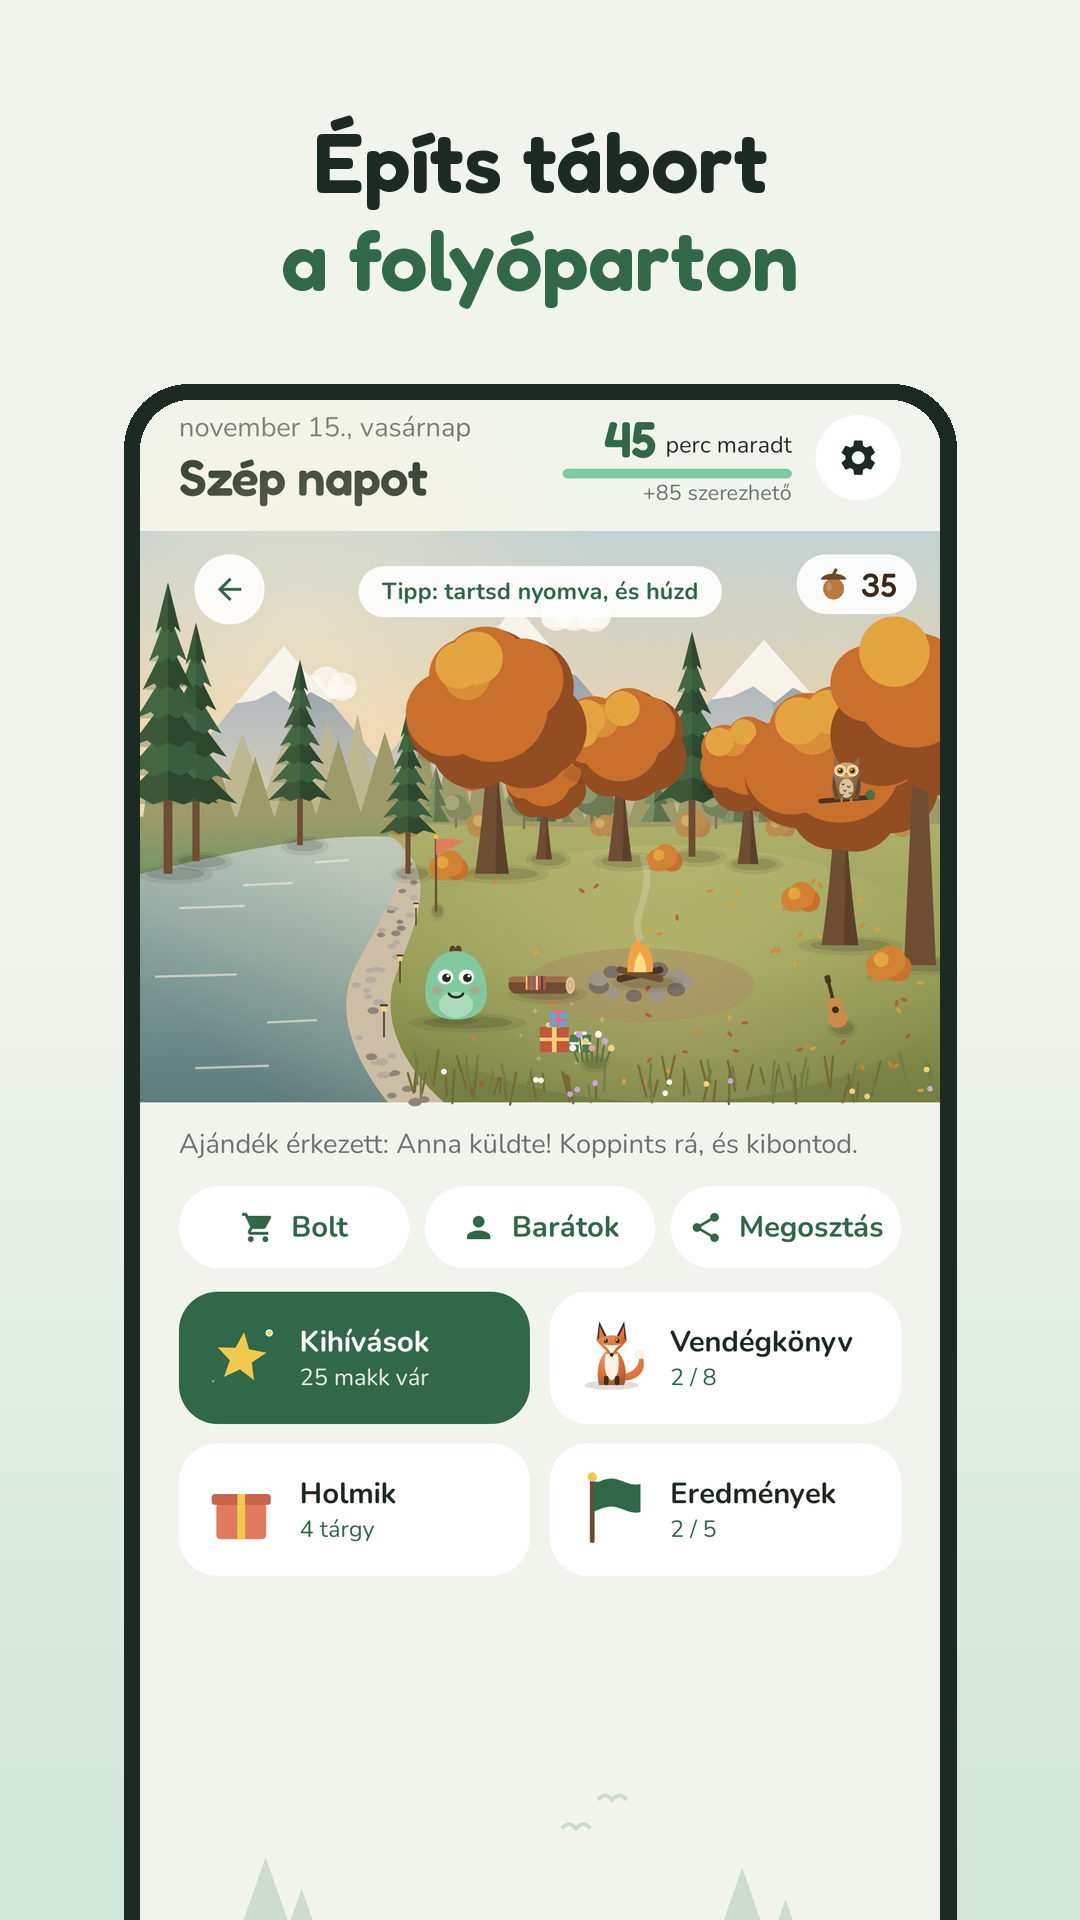 Építs tábort
a folyóparton
november 15., vasárnap
Szép napot
45 perc maradt
+85 szerezhető
Tipp: tartsd nyomva, és húzd
35
Ajándék érkezett: Anna küldte! Koppints rá, és kibontod.
Bolt
Barátok
Megosztás
Kihívások
25 makk vár
Vendégkönyv
2 / 8
Holmik
4 tárgy
Eredmények
2 / 5